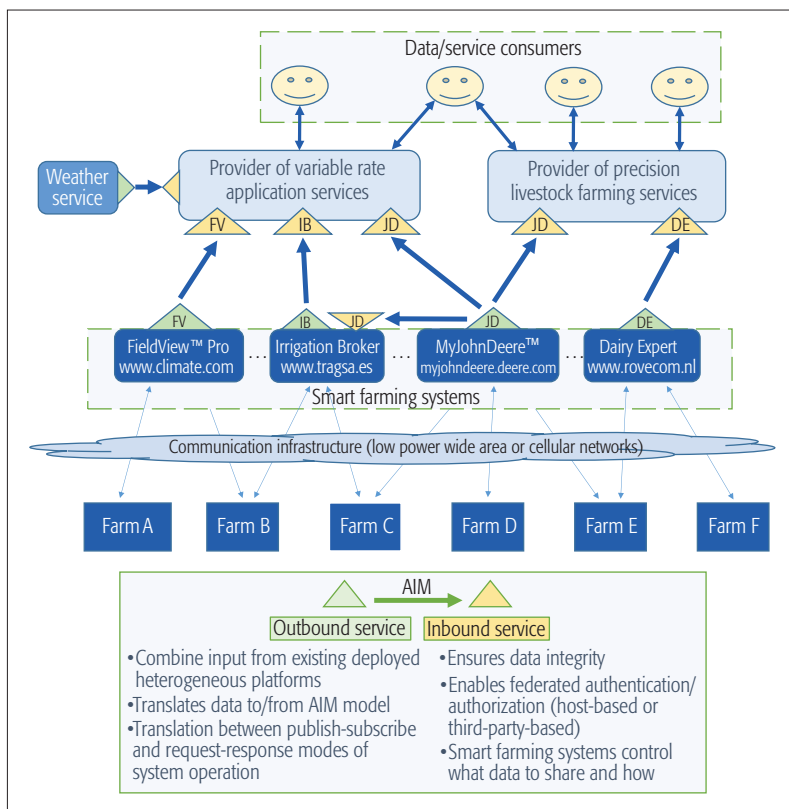 Data/service consumers
Weather
service
Provider of variable rate
application services
Provider of precision
livestock farming services
FV
IB
JD
JD
DE
FV
IB
JD
JD
DE
FieldView™ Pro
www.climate.com
...
Irrigation Broker
www.tragsa.es
...
MyJohnDeere™
myjohndeere.deere.com
...
Dairy Expert
www.rovecom.nl
Smart farming systems
Communication infrastructure (low power wide area or cellular networks)
Farm A
Farm B
Farm C
Farm D
Farm E
Farm F
AIM
Outbound service
Inbound service
•Combine input from existing deployed
heterogeneous platforms
•Translates data to/from AIM model
•Translation between publish-subscribe
and request-response modes of
system operation
•Ensures data integrity
•Enables federated authentication/
authorization (host-based or
third-party-based)
•Smart farming systems control
what data to share and how